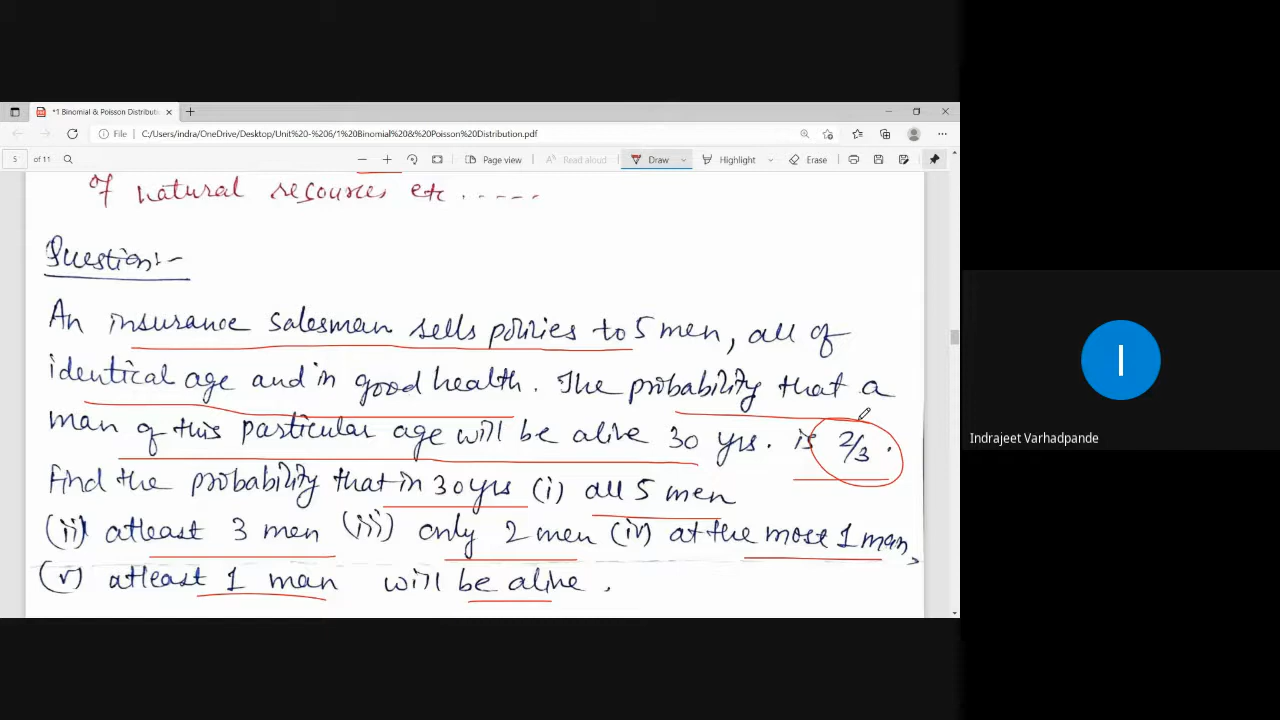 *1 Binomial & Poisson Distributi
File C:/Users/indra/OneDrive/Desktop/Unit%20-%206/1%20Binomial%20&%20Poisson%20Distribution.pdf
5 of 11 Page view Read aloud Draw Highlight Erase
of natural resources etc.....
Question:-
An insurance salesman sells policies to 5 men, all of
identical age and in good health. The probability that a
man of this particular age will be alive 30 yrs. is 2/3.
Find the probability that in 30 yrs (i) all 5 men
(ii) atleast 3 men (iii) only 2 men (iv) at the most 1 man,
(v) atleast 1 man will be alive.
I
Indrajeet Varhadpande